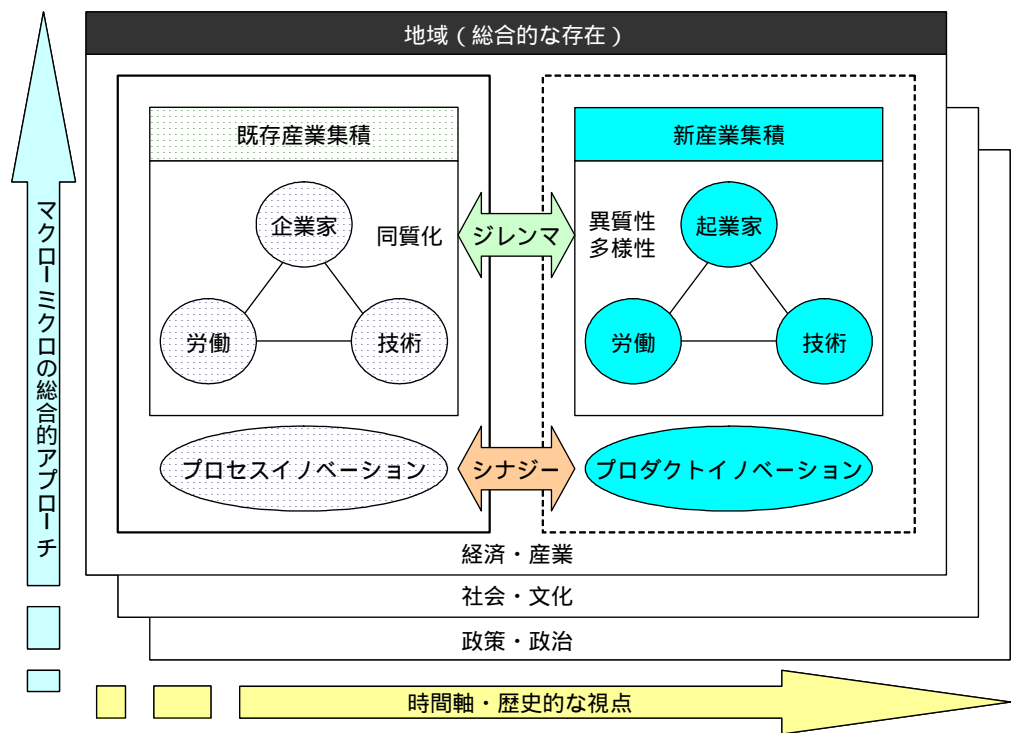 地域（総合的な存在）
既存産業集積
新産業集積
企業家
同質化
ジレンマ
異質性
多様性
起業家
労働
技術
労働
技術
プロセスイノベーション
シナジー
プロダクトイノベーション
経済・産業
社会・文化
政策・政治
マクローミクロの総合的アプローチ
時間軸・歴史的な視点